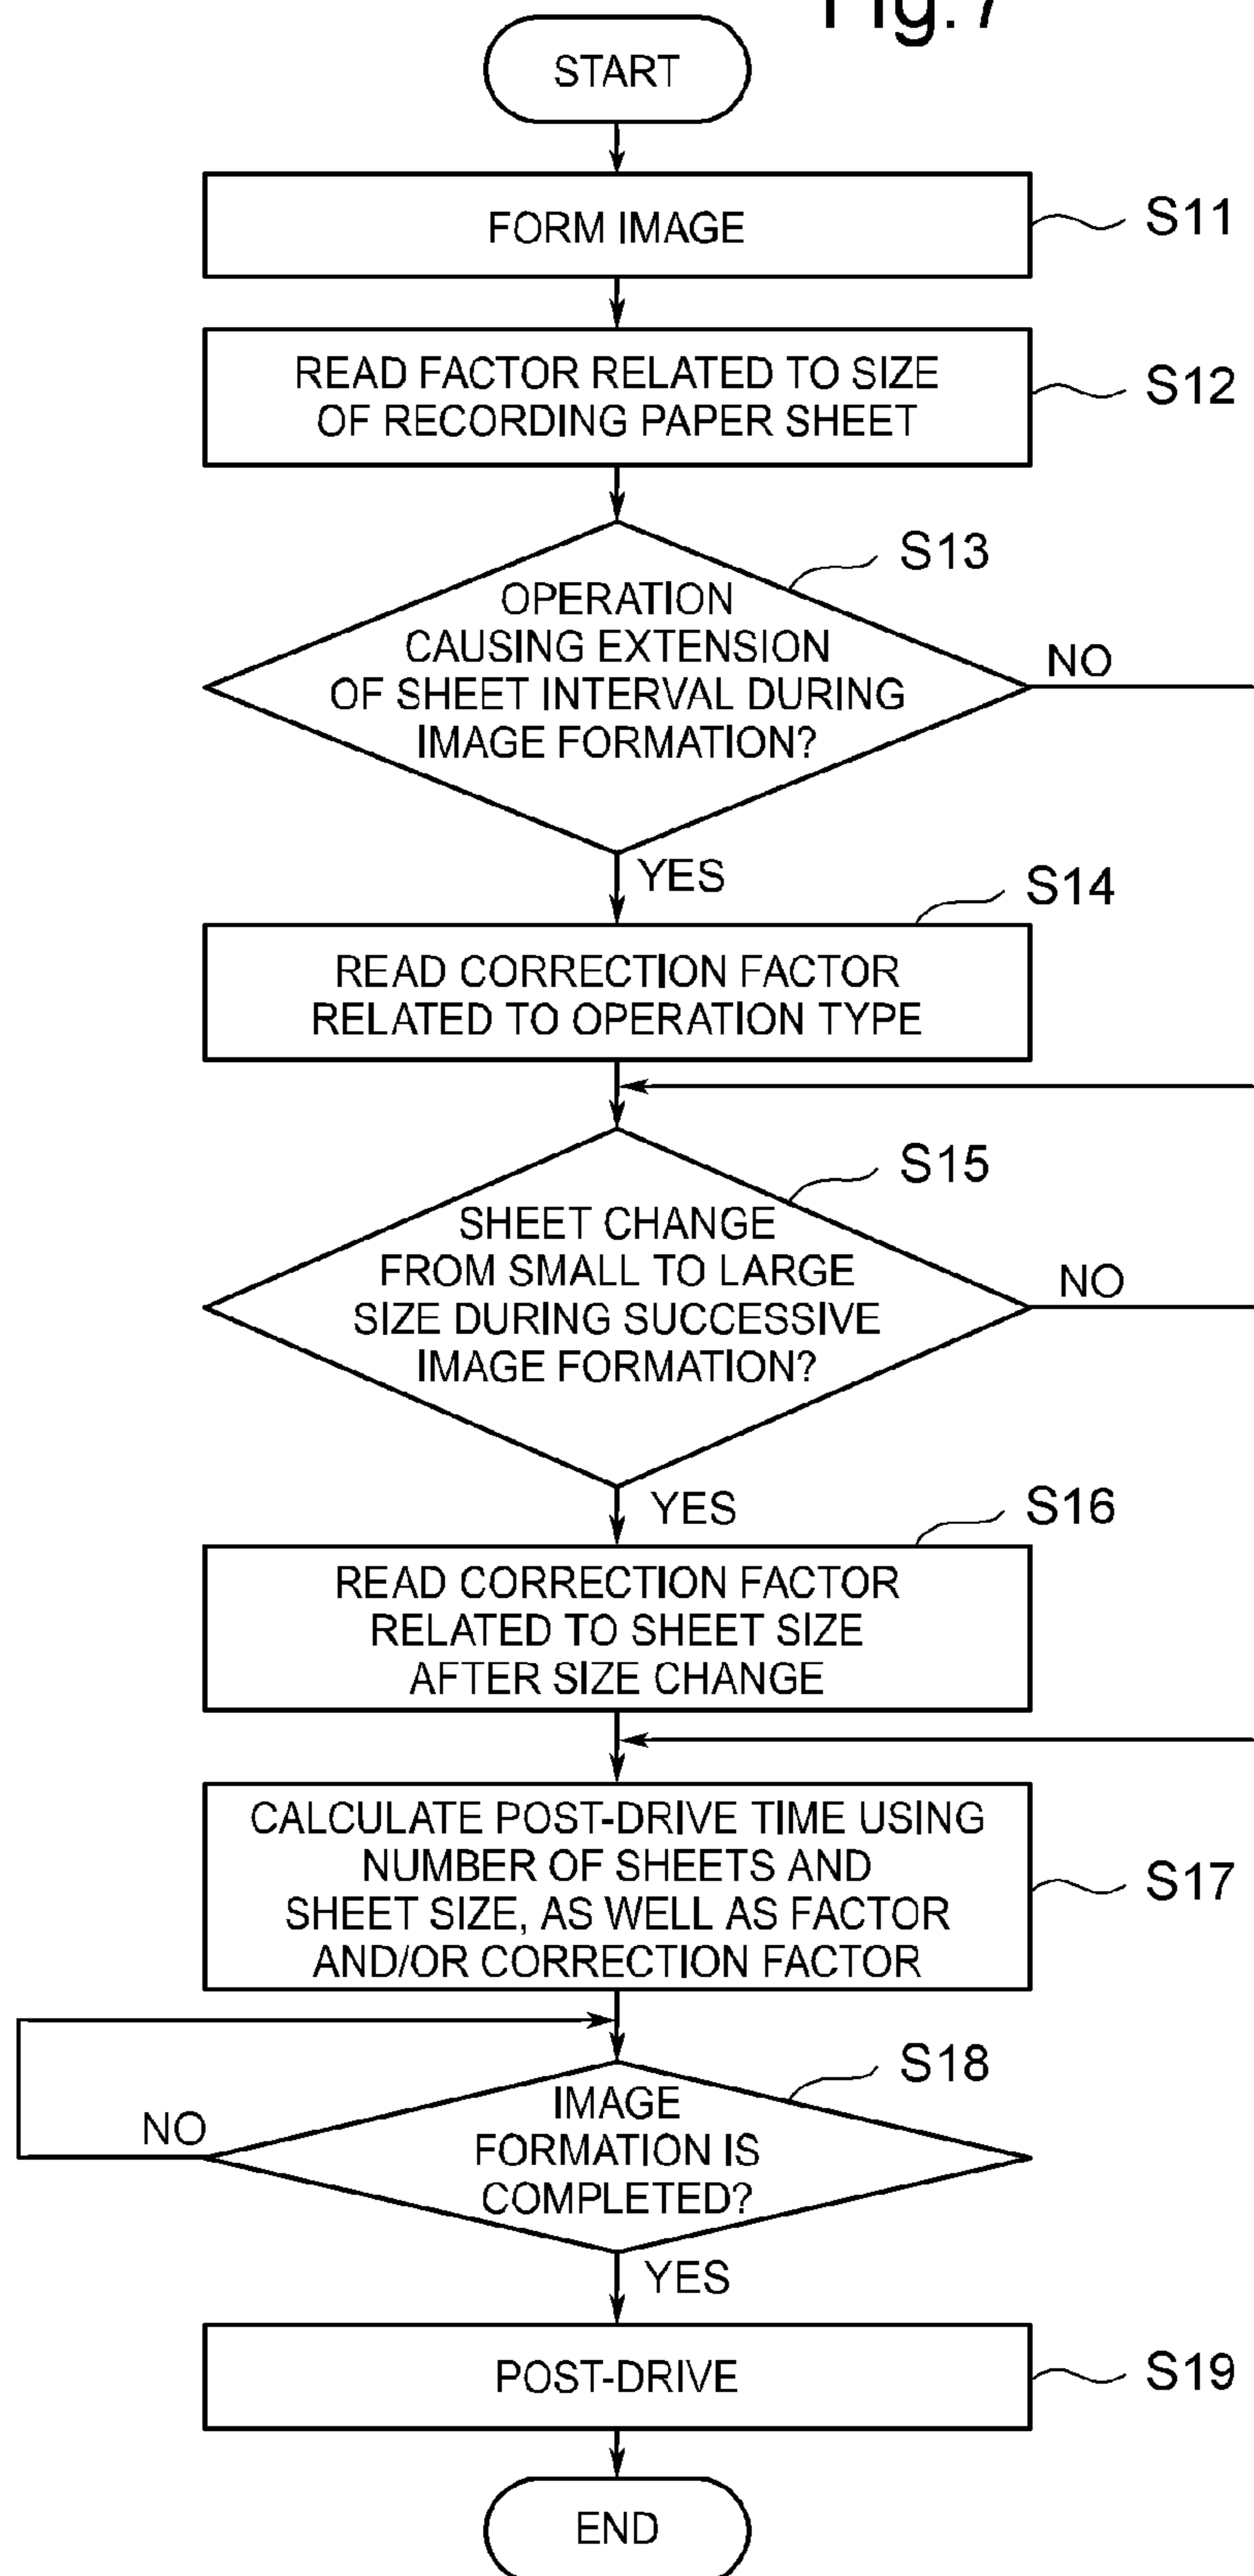 Fig.7
START
FORM IMAGE
S11
READ FACTOR RELATED TO SIZE
OF RECORDING PAPER SHEET
S12
S13
OPERATION
CAUSING EXTENSION
OF SHEET INTERVAL DURING
IMAGE FORMATION?
NO
YES
S14
READ CORRECTION FACTOR
RELATED TO OPERATION TYPE
S15
SHEET CHANGE
FROM SMALL TO LARGE
SIZE DURING SUCCESSIVE
IMAGE FORMATION?
NO
YES
S16
READ CORRECTION FACTOR
RELATED TO SHEET SIZE
AFTER SIZE CHANGE
CALCULATE POST-DRIVE TIME USING
NUMBER OF SHEETS AND
SHEET SIZE, AS WELL AS FACTOR
AND/OR CORRECTION FACTOR
S17
S18
IMAGE
FORMATION IS
COMPLETED?
NO
YES
POST-DRIVE
S19
END